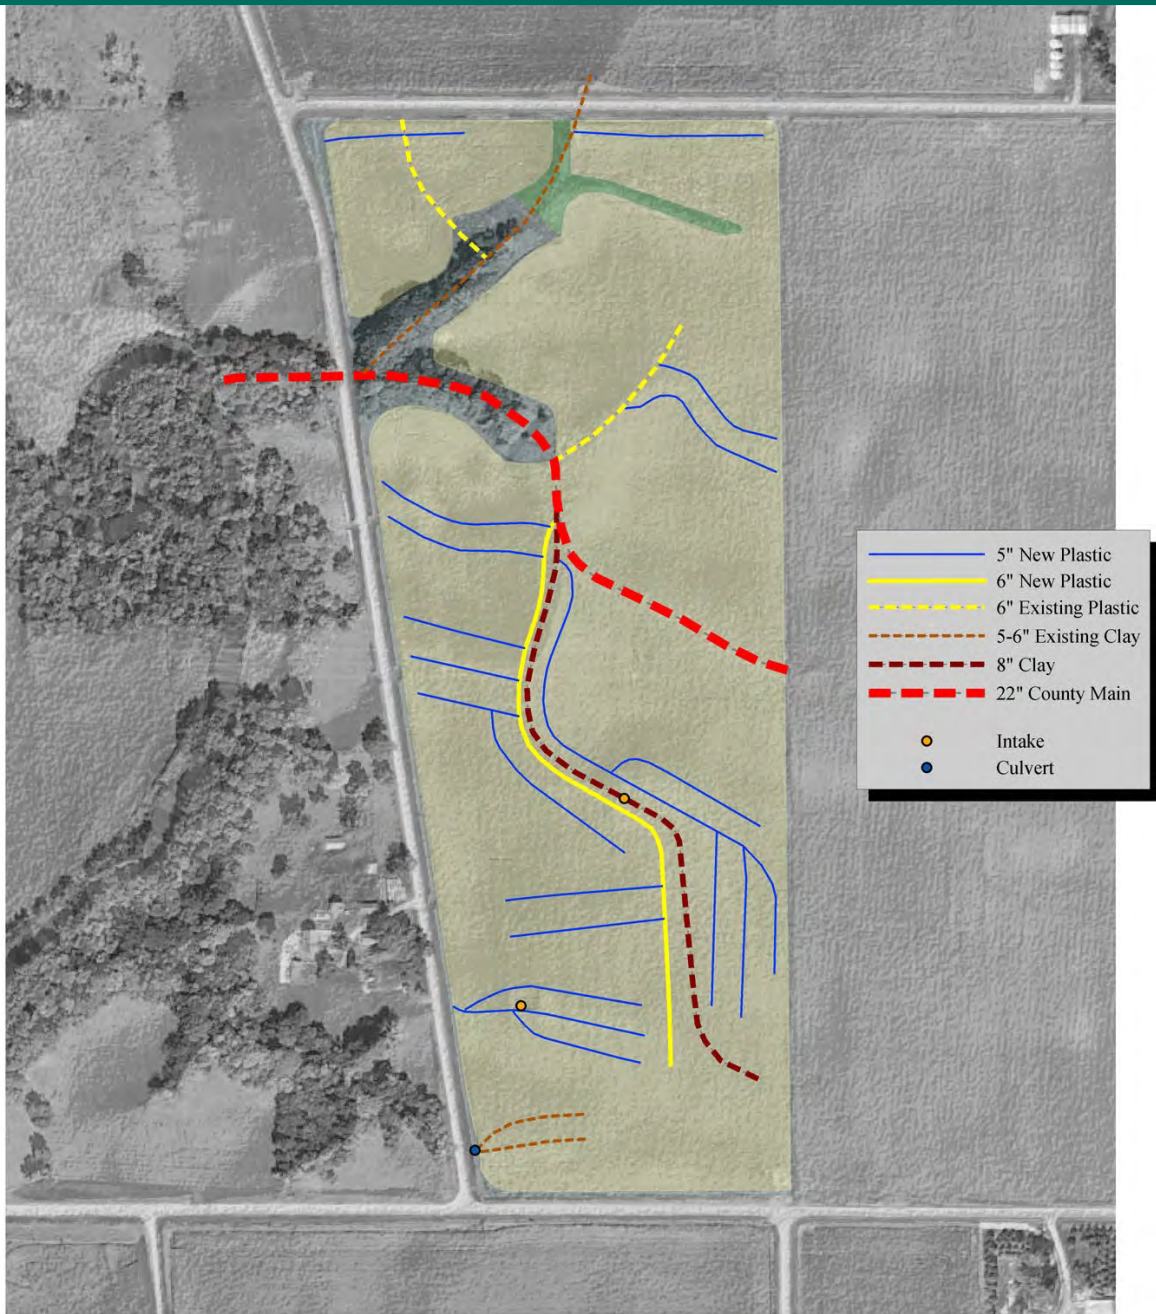 5" New Plastic
6" New Plastic
6" Existing Plastic
5-6" Existing Clay
8" Clay
22" County Main
Intake
Culvert